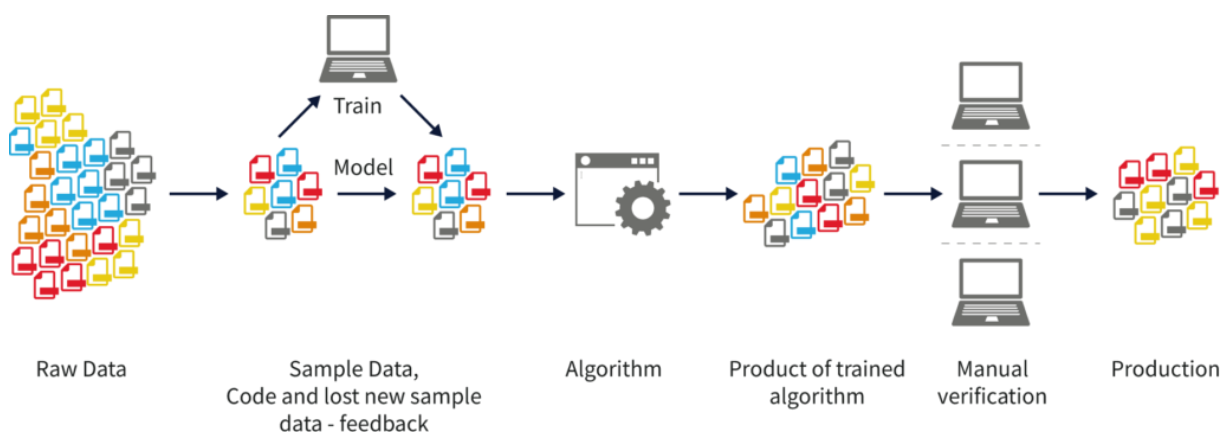 Train
Model
Raw Data
Sample Data,
Code and lost new sample
data - feedback
Algorithm
Product of trained
algorithm
Manual
verification
Production